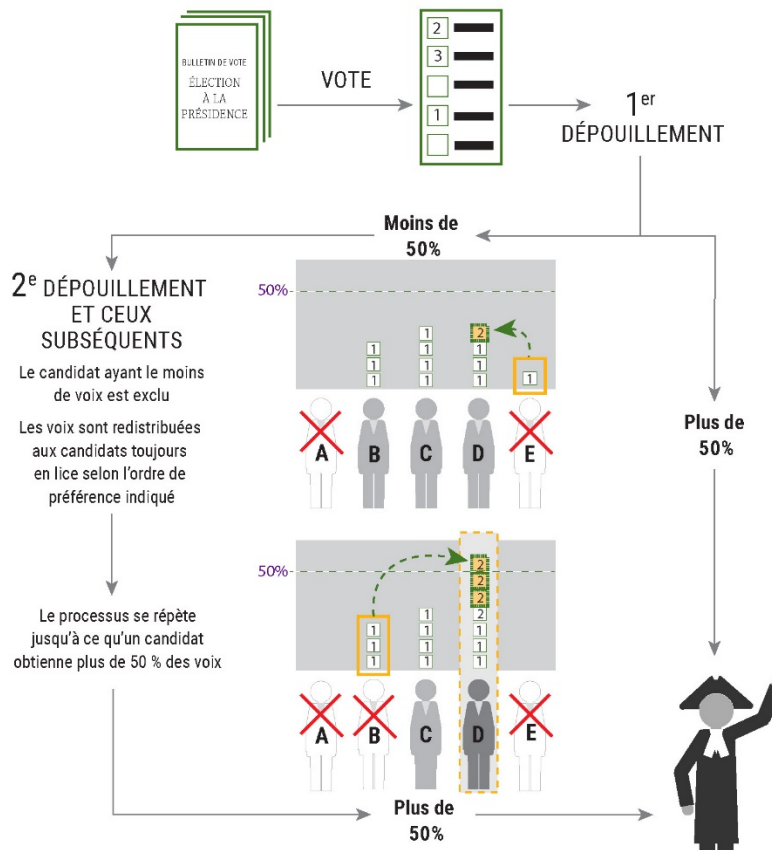 BULLETIN DE VOTE
ÉLECTION
À LA
PRÉSIDENCE
VOTE
2
3
1
1er
DÉPOUILLEMENT
Moins de
50%
2e DÉPOUILLEMENT
ET CEUX
SUBSÉQUENTS
Le candidat ayant le moins
de voix est exclu
Les voix sont redistribuées
aux candidats toujours
en lice selon l'ordre de
préférence indiqué
50%
1 2
1 1 1
1 1 1
1 1 1 1
A B C D E
Plus de
50%
Le processus se répète
jusqu'à ce qu'un candidat
obtienne plus de 50 % des voix
50%
2
2
2
1 2
1 1 1
1 1 1
1 1 1
A B C D E
Plus de
50%